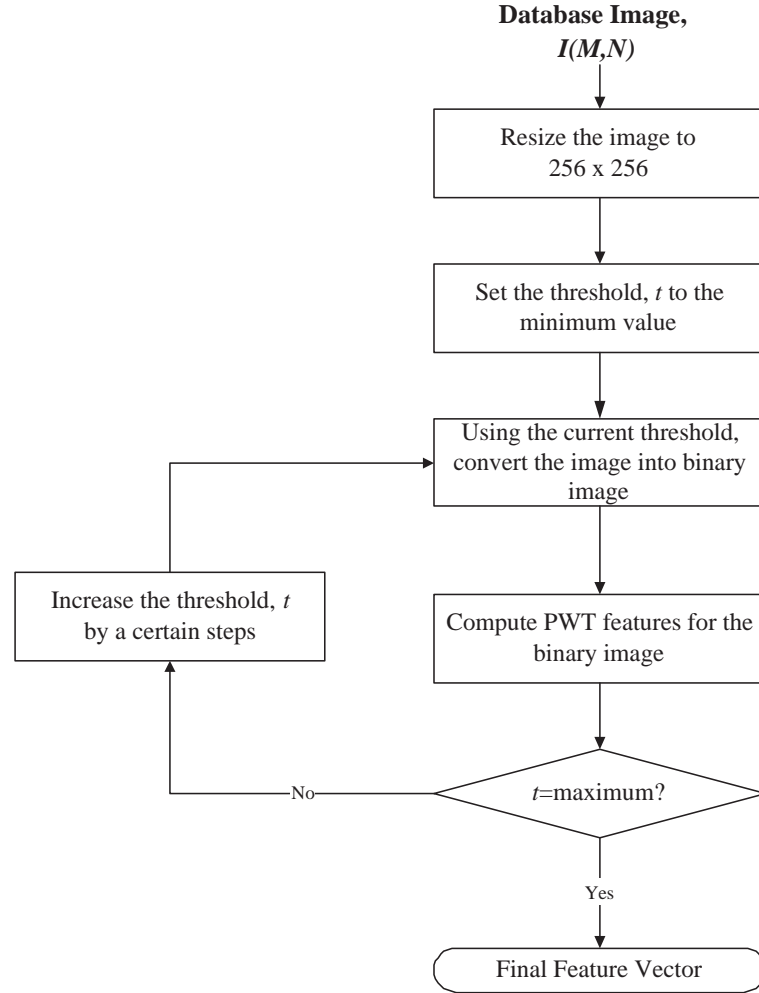 Database Image,
I(M,N)
Resize the image to
256 x 256
Set the threshold, t to the
minimum value
Using the current threshold,
convert the image into binary
image
Increase the threshold, t
by a certain steps
Compute PWT features for the
binary image
t=maximum?
No
Yes
Final Feature Vector